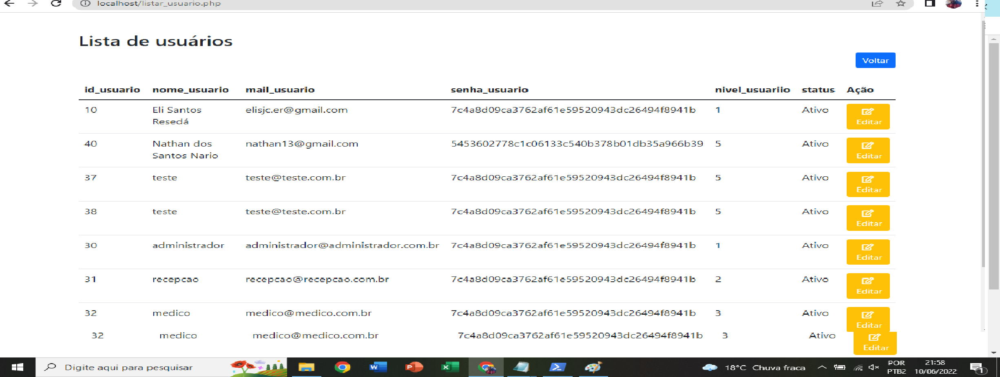 localhost/listar_usuario.php
Lista de usuários
Voltar
id_usuario nome_usuario mail_usuario senha_usuario nivel_usuariio status Ação
10 Eli Santos Resedá elisjc.er@gmail.com 7c4a8d09ca3762af61e59520943dc26494f8941b 1 Ativo Editar
40 Nathan dos Santos Nario nathan13@gmail.com 5453602778c1c06133c540b378b01db35a966b39 5 Ativo Editar
37 teste teste@teste.com.br 7c4a8d09ca3762af61e59520943dc26494f8941b 5 Ativo Editar
38 teste teste@teste.com.br 7c4a8d09ca3762af61e59520943dc26494f8941b 5 Ativo Editar
30 administrador administrador@administrador.com.br 7c4a8d09ca3762af61e59520943dc26494f8941b 1 Ativo Editar
31 recepcao recepcao@recepcao.com.br 7c4a8d09ca3762af61e59520943dc26494f8941b 2 Ativo Editar
32 medico medico@medico.com.br 7c4a8d09ca3762af61e59520943dc26494f8941b 3 Ativo Editar
32 medico medico@medico.com.br 7c4a8d09ca3762af61e59520943dc26494f8941b 3 Ativo Editar
Digite aqui para pesquisar 18°C Chuva fraca POR 21:58
PTB2 10/06/2022 1